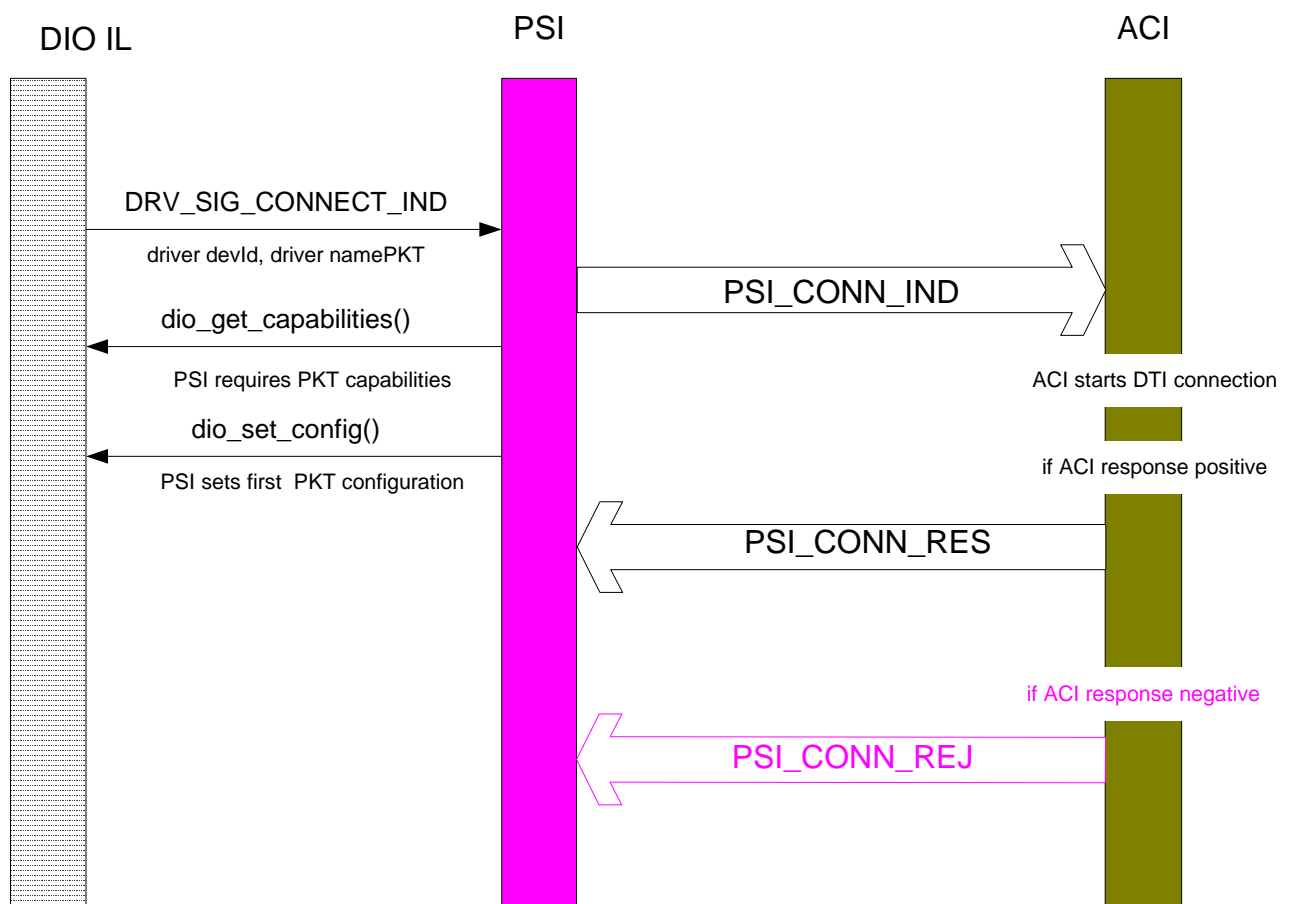 DIO IL
PSI
ACI
DRV_SIG_CONNECT_IND
driver devId, driver namePKT
PSI_CONN_IND
dio_get_capabilities()
PSI requires PKT capabilities
ACI starts DTI connection
dio_set_config()
if ACI response positive
PSI sets first PKT configuration
PSI_CONN_RES
if ACI response negative
PSI_CONN_REJ